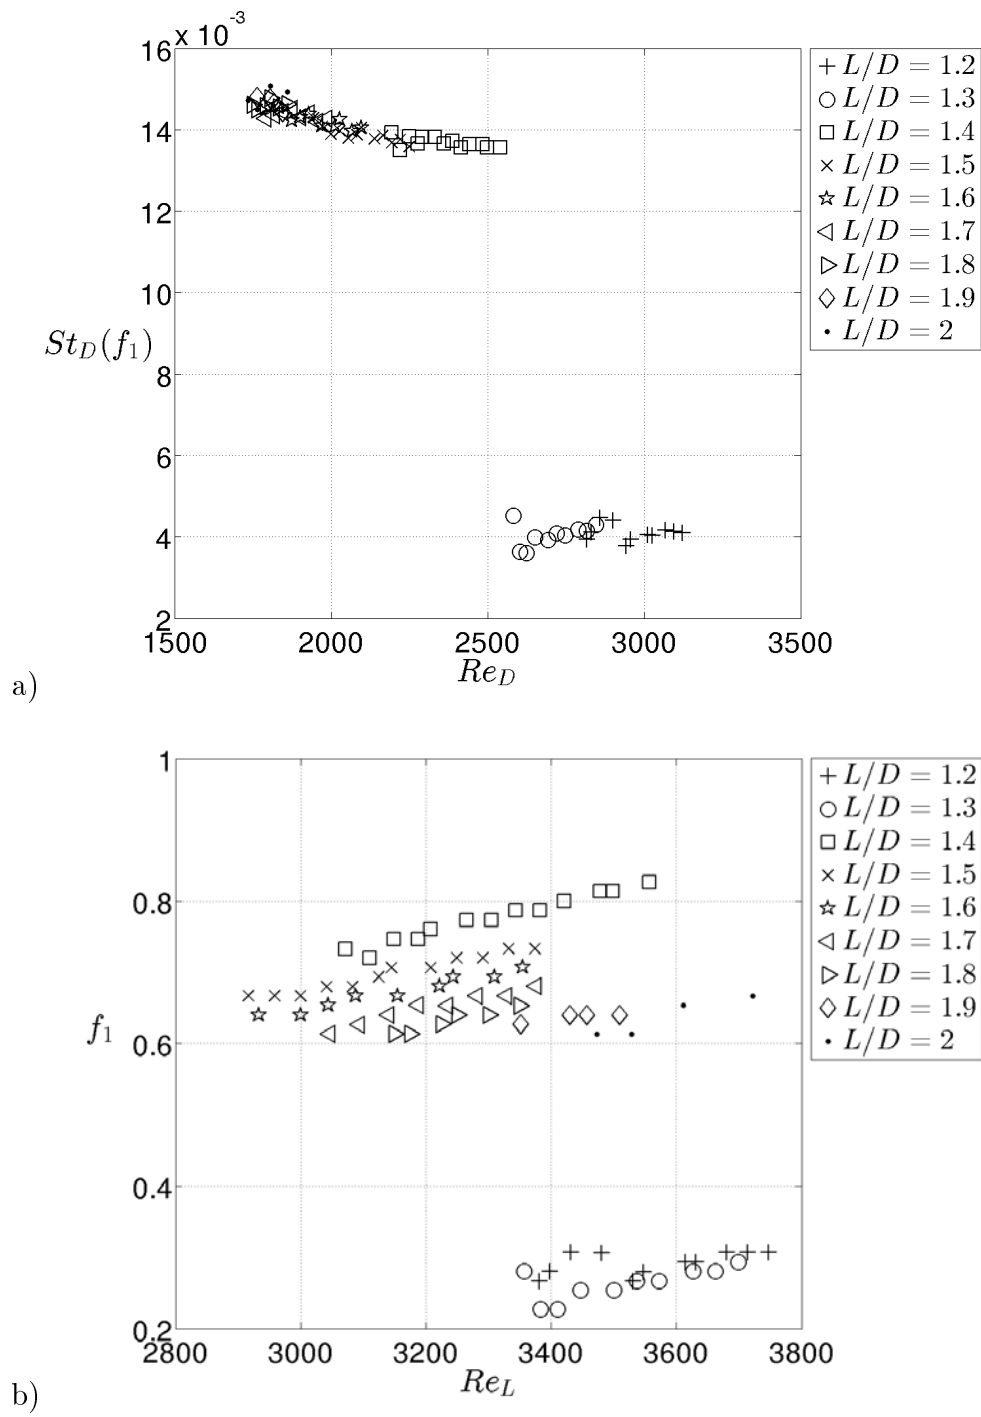 x 10^-3
16
14
12
10
8
6
4
2
St_D(f_1)
1500 2000 2500 3000 3500
Re_D
L/D = 1.2
L/D = 1.3
L/D = 1.4
L/D = 1.5
L/D = 1.6
L/D = 1.7
L/D = 1.8
L/D = 1.9
L/D = 2
a)
1
0.8
0.6
0.4
0.2
f_1
2800 3000 3200 3400 3600 3800
Re_L
L/D = 1.2
L/D = 1.3
L/D = 1.4
L/D = 1.5
L/D = 1.6
L/D = 1.7
L/D = 1.8
L/D = 1.9
L/D = 2
b)